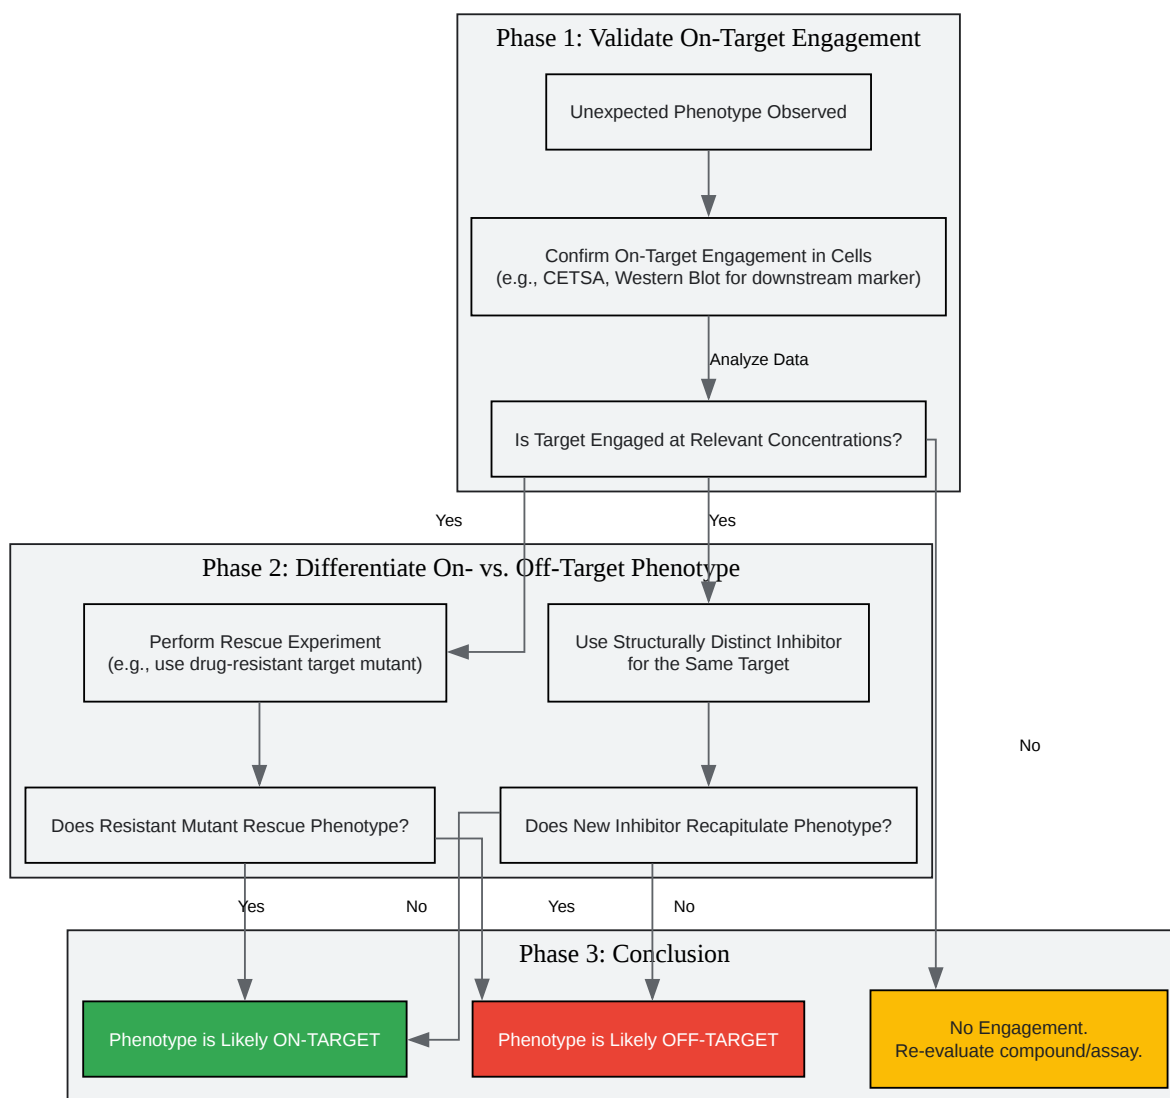 Phase 1: Validate On-Target Engagement
Unexpected Phenotype Observed
Confirm On-Target Engagement in Cells
(e.g., CETSA, Western Blot for downstream marker)
Analyze Data
Is Target Engaged at Relevant Concentrations?
Yes
Yes
Phase 2: Differentiate On- vs. Off-Target Phenotype
Perform Rescue Experiment
(e.g., use drug-resistant target mutant)
Use Structurally Distinct Inhibitor
for the Same Target
No
Does Resistant Mutant Rescue Phenotype?
Does New Inhibitor Recapitulate Phenotype?
Yes
No
Yes
No
Phase 3: Conclusion
Phenotype is Likely ON-TARGET
Phenotype is Likely OFF-TARGET
No Engagement.
Re-evaluate compound/assay.